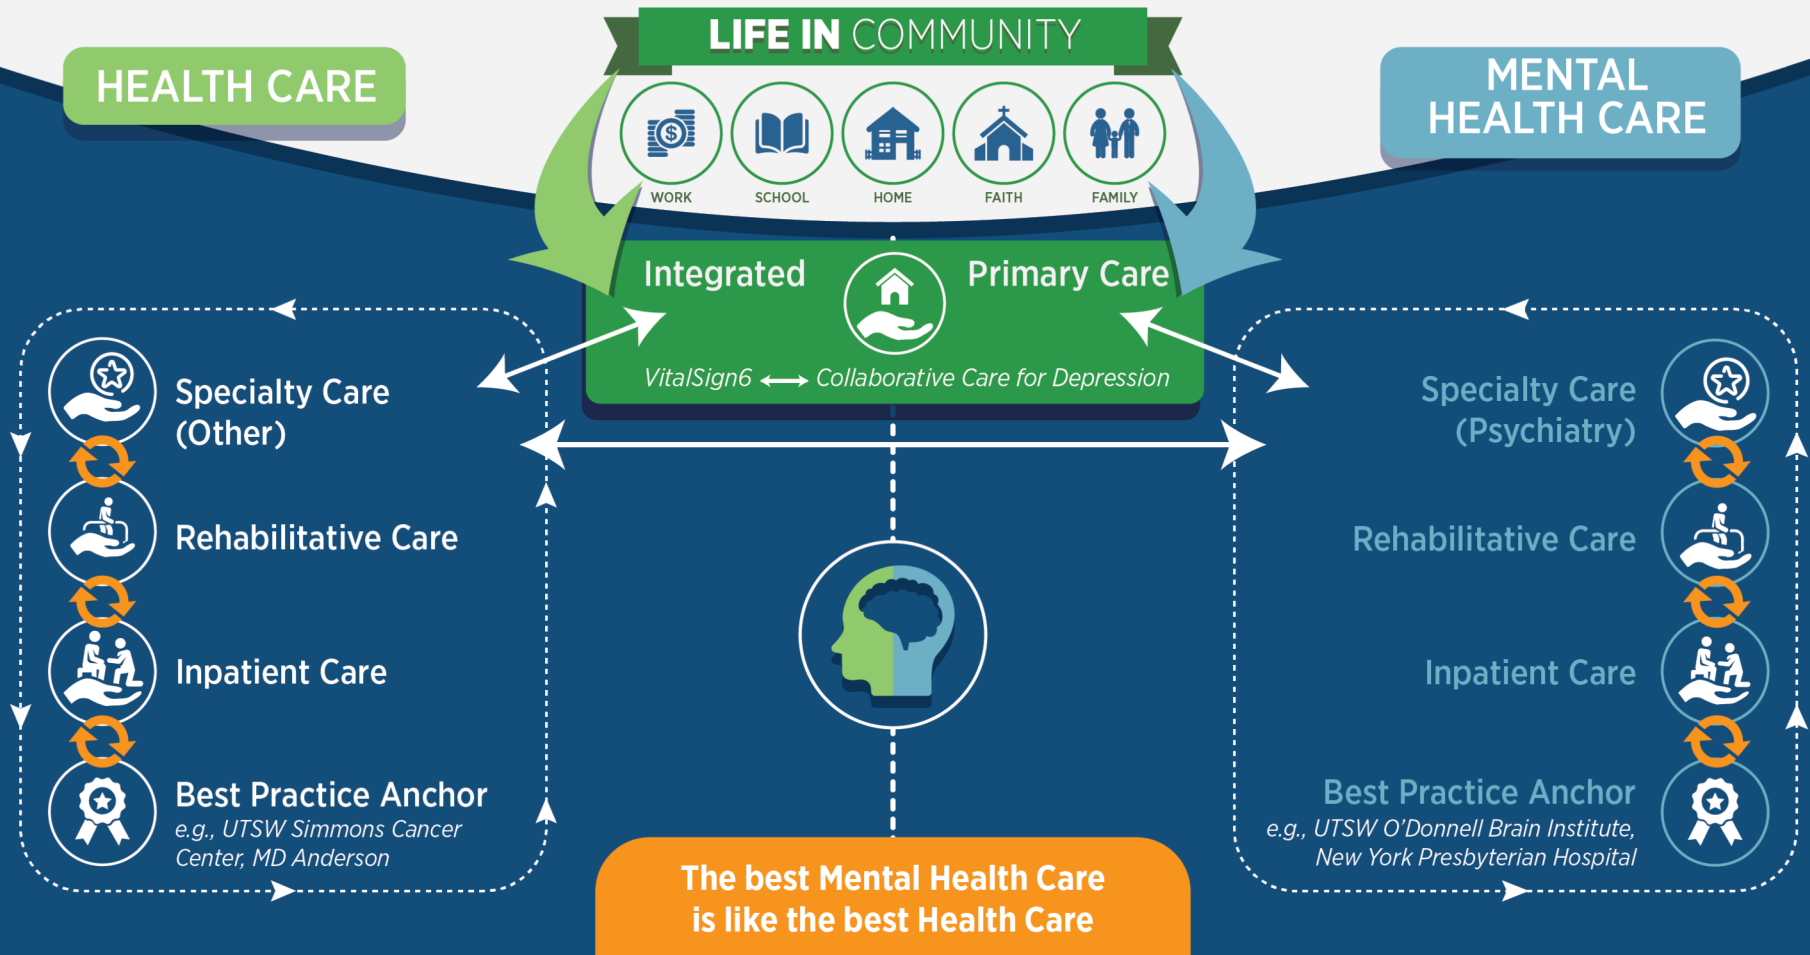 LIFE IN COMMUNITY
HEALTH CARE
MENTAL
HEALTH CARE
$
WORK
SCHOOL
HOME
FAITH
FAMILY
Integrated
Primary Care
VitalSign6
Collaborative Care for Depression
Specialty Care
(Other)
Rehabilitative Care
Inpatient Care
Best Practice Anchor
e.g., UTSW Simmons Cancer
Center, MD Anderson
Specialty Care
(Psychiatry)
Rehabilitative Care
Inpatient Care
Best Practice Anchor
e.g., UTSW O'Donnell Brain Institute,
New York Presbyterian Hospital
The best Mental Health Care
is like the best Health Care